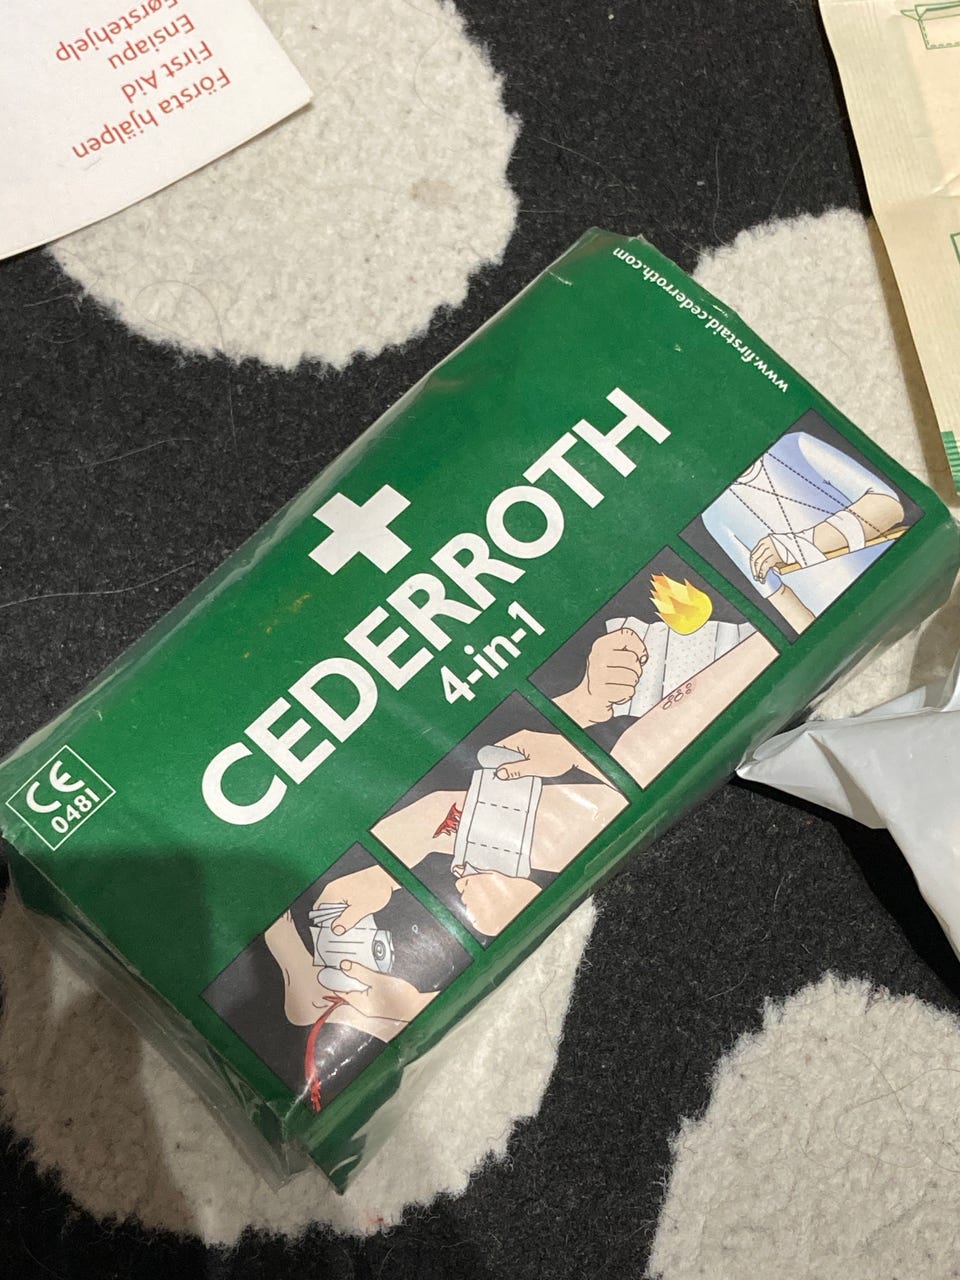 Första hjälpen
First Aid
Ensiapu
Førstehjelp
www.firstaid.cederroth.com
CEDERROTH
4-in-1
CE
0481